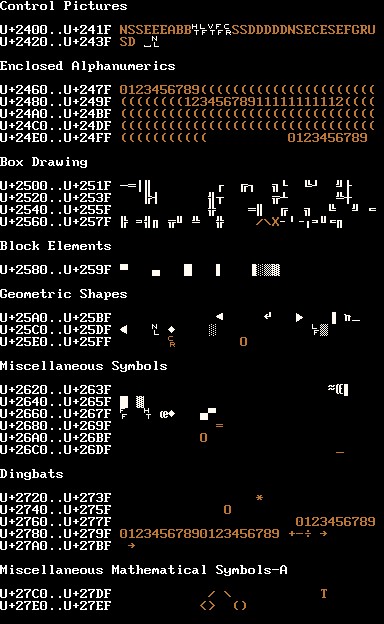 Control Pictures
U+2400..U+241F NSSEEEABB SSDDDDDNSECESEFGRU
U+2420..U+243F SD
Enclosed Alphanumerics
U+2460..U+247F 0123456789((((((((((((((((((((((
U+2480..U+249F ((((((((12345678911111111112((((
U+24A0..U+24BF ((((((((((((((((((((((((((((((((
U+24C0..U+24DF ((((((((((((((((((((((((((((((((
U+24E0..U+24FF (((((((((((          0123456789
Box Drawing
U+2500..U+251F
U+2520..U+253F
U+2540..U+255F
U+2560..U+257F
Block Elements
U+2580..U+259F
Geometric Shapes
U+25A0..U+25BF
U+25C0..U+25DF
U+25E0..U+25FF
Miscellaneous Symbols
U+2620..U+263F
U+2640..U+265F
U+2660..U+267F
U+2680..U+269F =
U+26A0..U+26BF O
U+26C0..U+26DF _
Dingbats
U+2720..U+273F *
U+2740..U+275F O
U+2760..U+277F 0123456789
U+2780..U+279F 01234567890123456789 +-÷ →
U+27A0..U+27BF →
Miscellaneous Mathematical Symbols-A
U+27C0..U+27DF / \ T
U+27E0..U+27EF <> ()